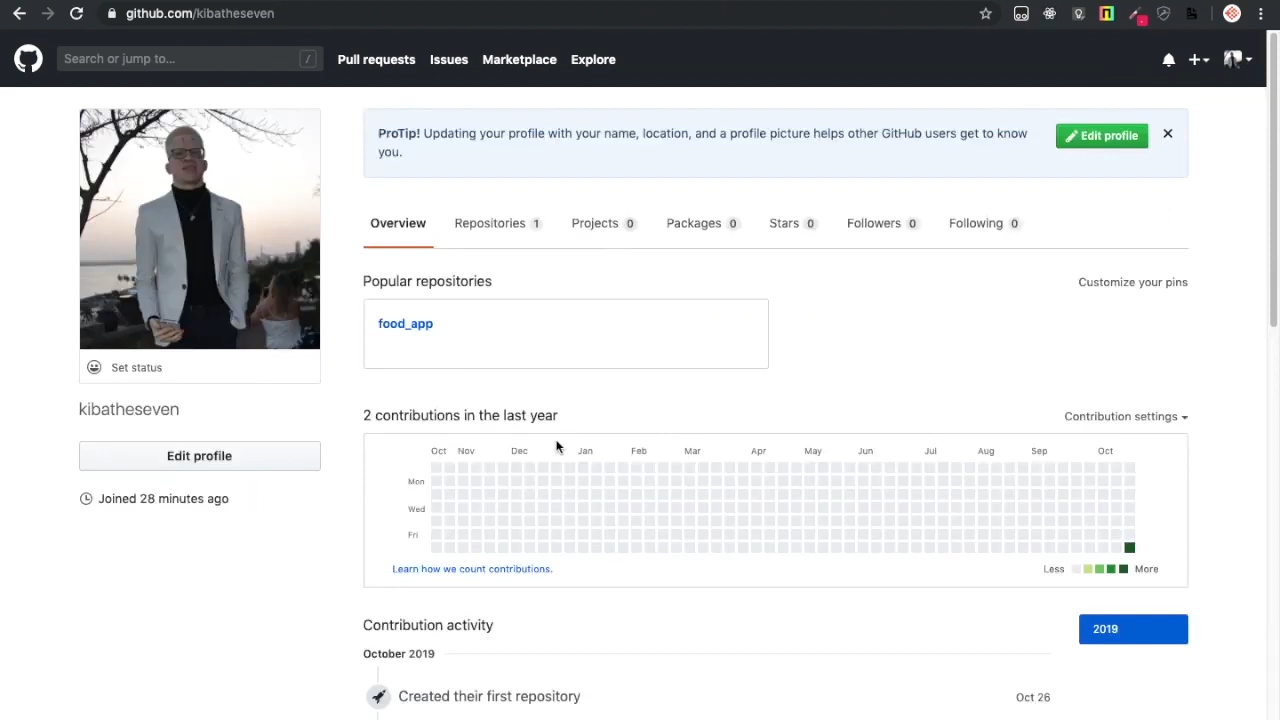 github.com/kibatheseven
Search or jump to...
/
Pull requests
Issues
Marketplace
Explore
ProTip! Updating your profile with your name, location, and a profile picture helps other GitHub users get to know
you.
Edit profile
Overview
Repositories 1
Projects 0
Packages 0
Stars 0
Followers 0
Following 0
Popular repositories
Customize your pins
food_app
Set status
kibatheseven
Edit profile
Joined 28 minutes ago
2 contributions in the last year
Contribution settings
Oct Nov Dec Jan Feb Mar Apr May Jun Jul Aug Sep Oct
Mon
Wed
Fri
Learn how we count contributions.
Less
More
Contribution activity
2019
October 2019
Created their first repository
Oct 26